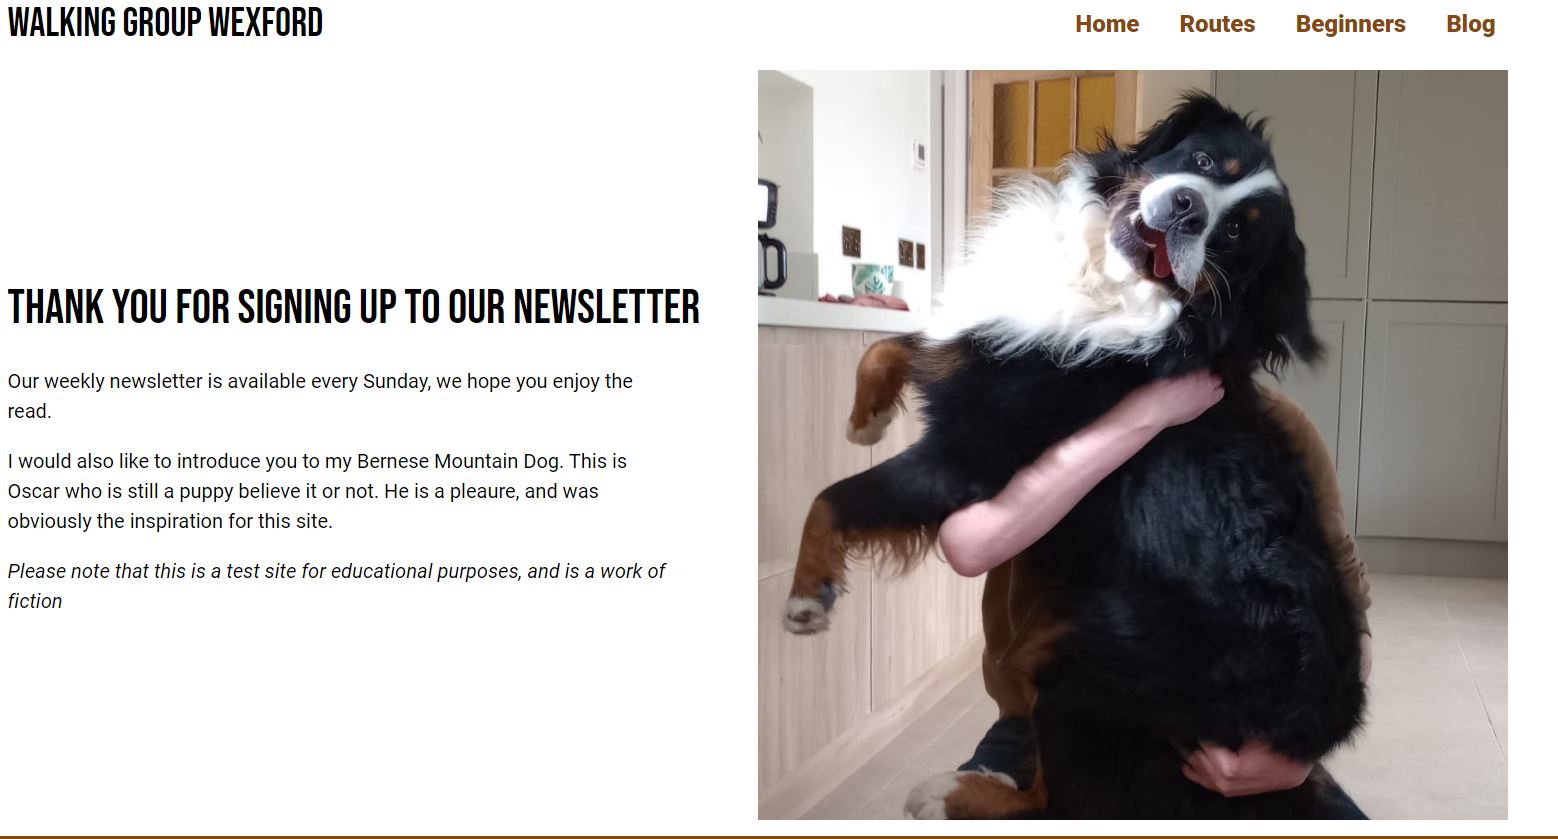 WALKING GROUP WEXFORD
Home Routes Beginners Blog
THANK YOU FOR SIGNING UP TO OUR NEWSLETTER
Our weekly newsletter is available every Sunday, we hope you enjoy the
read.
I would also like to introduce you to my Bernese Mountain Dog. This is
Oscar who is still a puppy believe it or not. He is a pleaure, and was
obviously the inspiration for this site.
Please note that this is a test site for educational purposes, and is a work of
fiction